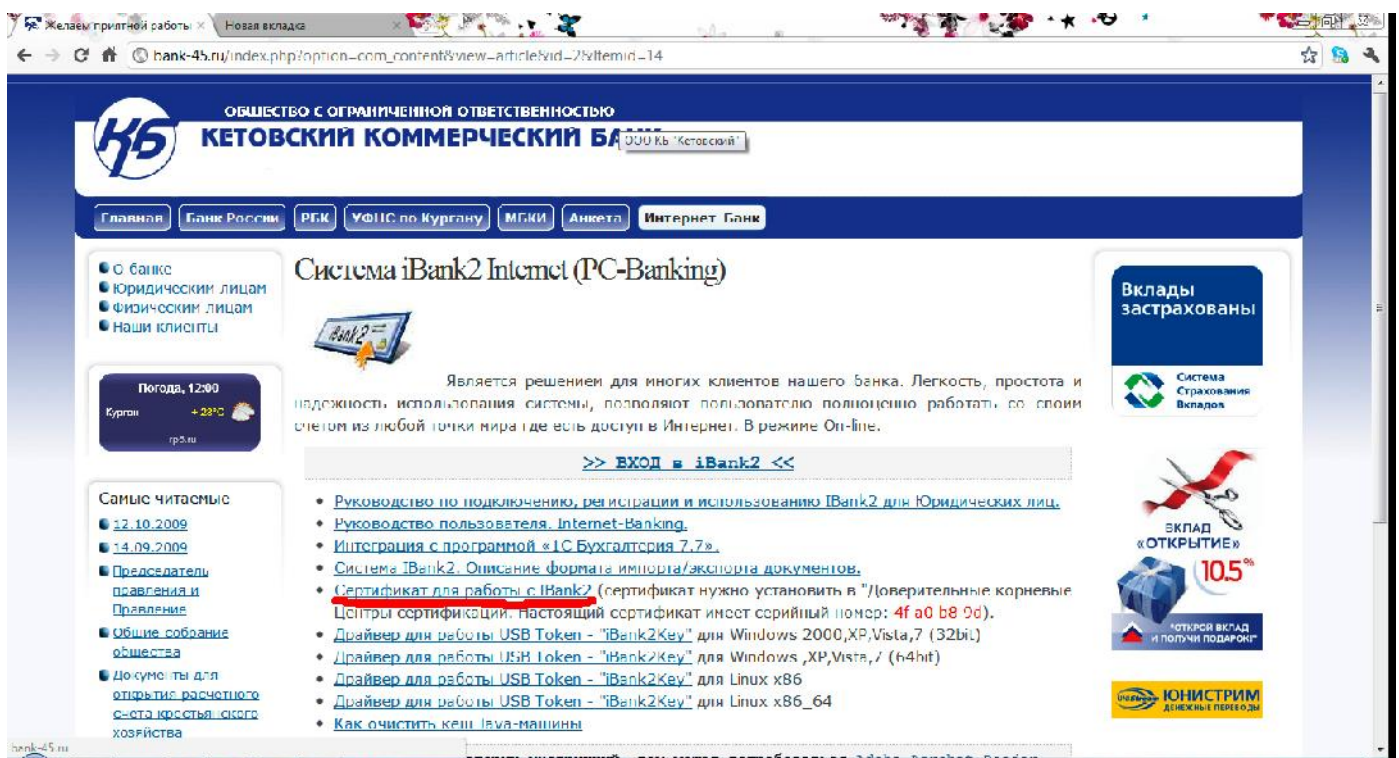 Желаем приятной работы
Новая вкладка
bank-45.ru/index.php?option=com_content&view=article&id=2&Itemid=14
ОБЩЕСТВО С ОГРАНИЧЕННОЙ ОТВЕТСТВЕННОСТЬЮ
КБ
КЕТОВСКИЙ КОММЕРЧЕСКИЙ
ООО КБ "Кетовский"
Главная
Банк России
РБК
УФНС по Кургану
МБКИ
Анкета
Интернет Банк
О банке
Юридическим лицам
Физическим лицам
Наши клиенты
Погода, 12:00
Курган +28°C
rp5.ru
Самые читаемые
12.10.2009
14.09.2009
Председатель
правления и
Правление
Общие собрание
общества
Документы для
открытия расчетного
счета крестьянского
хозяйства
Система iBank2 Internet (PC-Banking)
iBank2
Является решением для многих клиентов нашего банка. Легкость, простота и
надежность использования системы, позволяют пользователю полноценно работать со своим
счетом из любой точки мира где есть доступ в Интернет. В режиме On-line.
>> ВХОД в iBank2 <<
Руководство по подключению, регистрации и использованию IBank2 для Юридических лиц.
Руководство пользователя. Internet-Banking.
Интеграция с программой «1С Бухгалтерия 7.7».
Система IBank2. Описание формата импорта/экспорта документов.
Сертификат для работы с IBank2 (сертификат нужно установить в "Доверительные корневые
Центры сертификации. Настоящий сертификат имеет серийный номер: 4f a0 b8 9d).
Драйвер для работы USB Token - "iBank2Key" для Windows 2000,XP,Vista,7 (32bit)
Драйвер для работы USB Token - "iBank2Key" для Windows ,XP,Vista,7 (64bit)
Драйвер для работы USB Token - "iBank2Key" для Linux x86
Драйвер для работы USB Token - "iBank2Key" для Linux x86_64
Как очистить кеш Java-машины
Вклады
застрахованы
Система
Страхования
Вкладов
ВКЛАД
«ОТКРЫТИЕ»
10.5%
*ОТКРОЙ ВКЛАД
И ПОЛУЧИ ПОДАРОК!*
ЮНИСТРИМ
ДЕНЕЖНЫЕ ПЕРЕВОДЫ
bank-45.ru